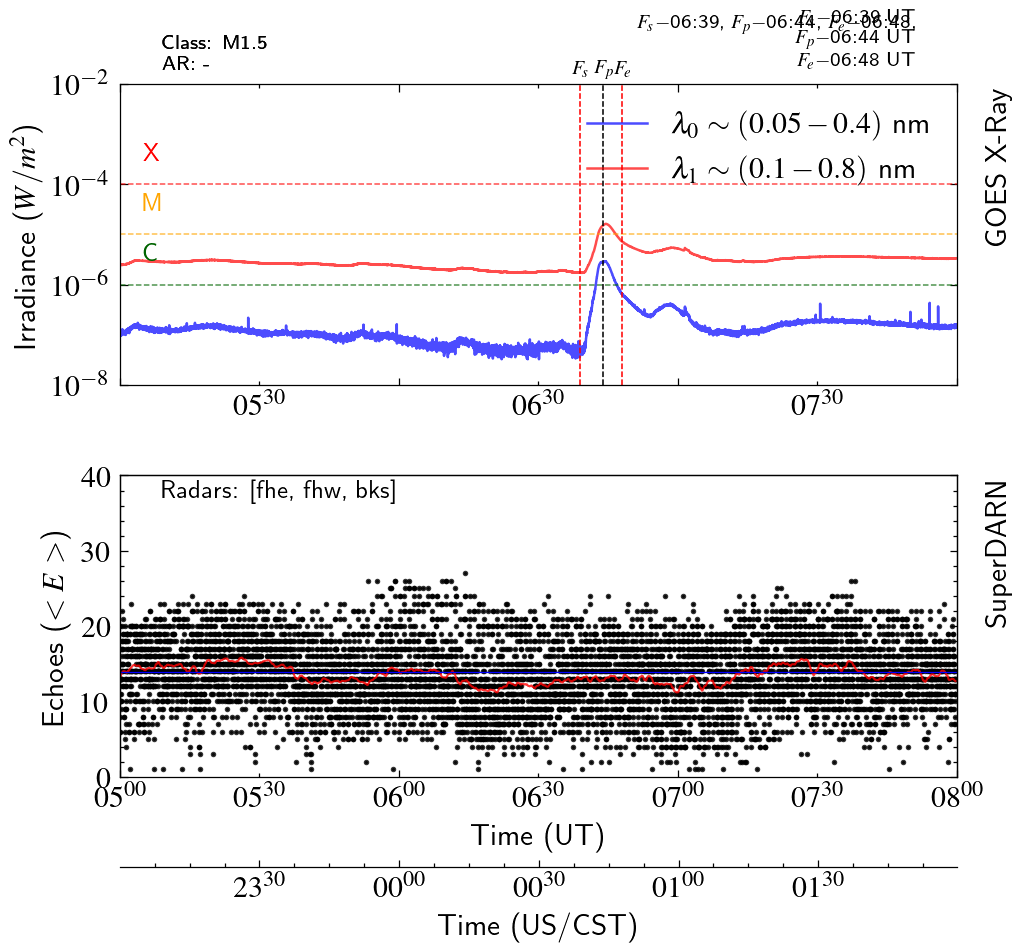 F_s−06:39, F_p−06:44, F_e−06:48
F_s−06:39 UT
F_p−06:44 UT
F_e−06:48 UT
Class: M1.5
AR: -
F_s F_p F_e
10^−2
10^−4
10^−6
10^−8
Irradiance (W/m^2)
X
M
C
λ_0 ∼ (0.05 − 0.4) nm
λ_1 ∼ (0.1 − 0.8) nm
GOES X-Ray
05^30 06^30 07^30
Radars: [fhe, fhw, bks]
40
30
20
10
0
Echoes (< E >)
SuperDARN
05^00 05^30 06^00 06^30 07^00 07^30 08^00
Time (UT)
23^30 00^00 00^30 01^00 01^30
Time (US/CST)